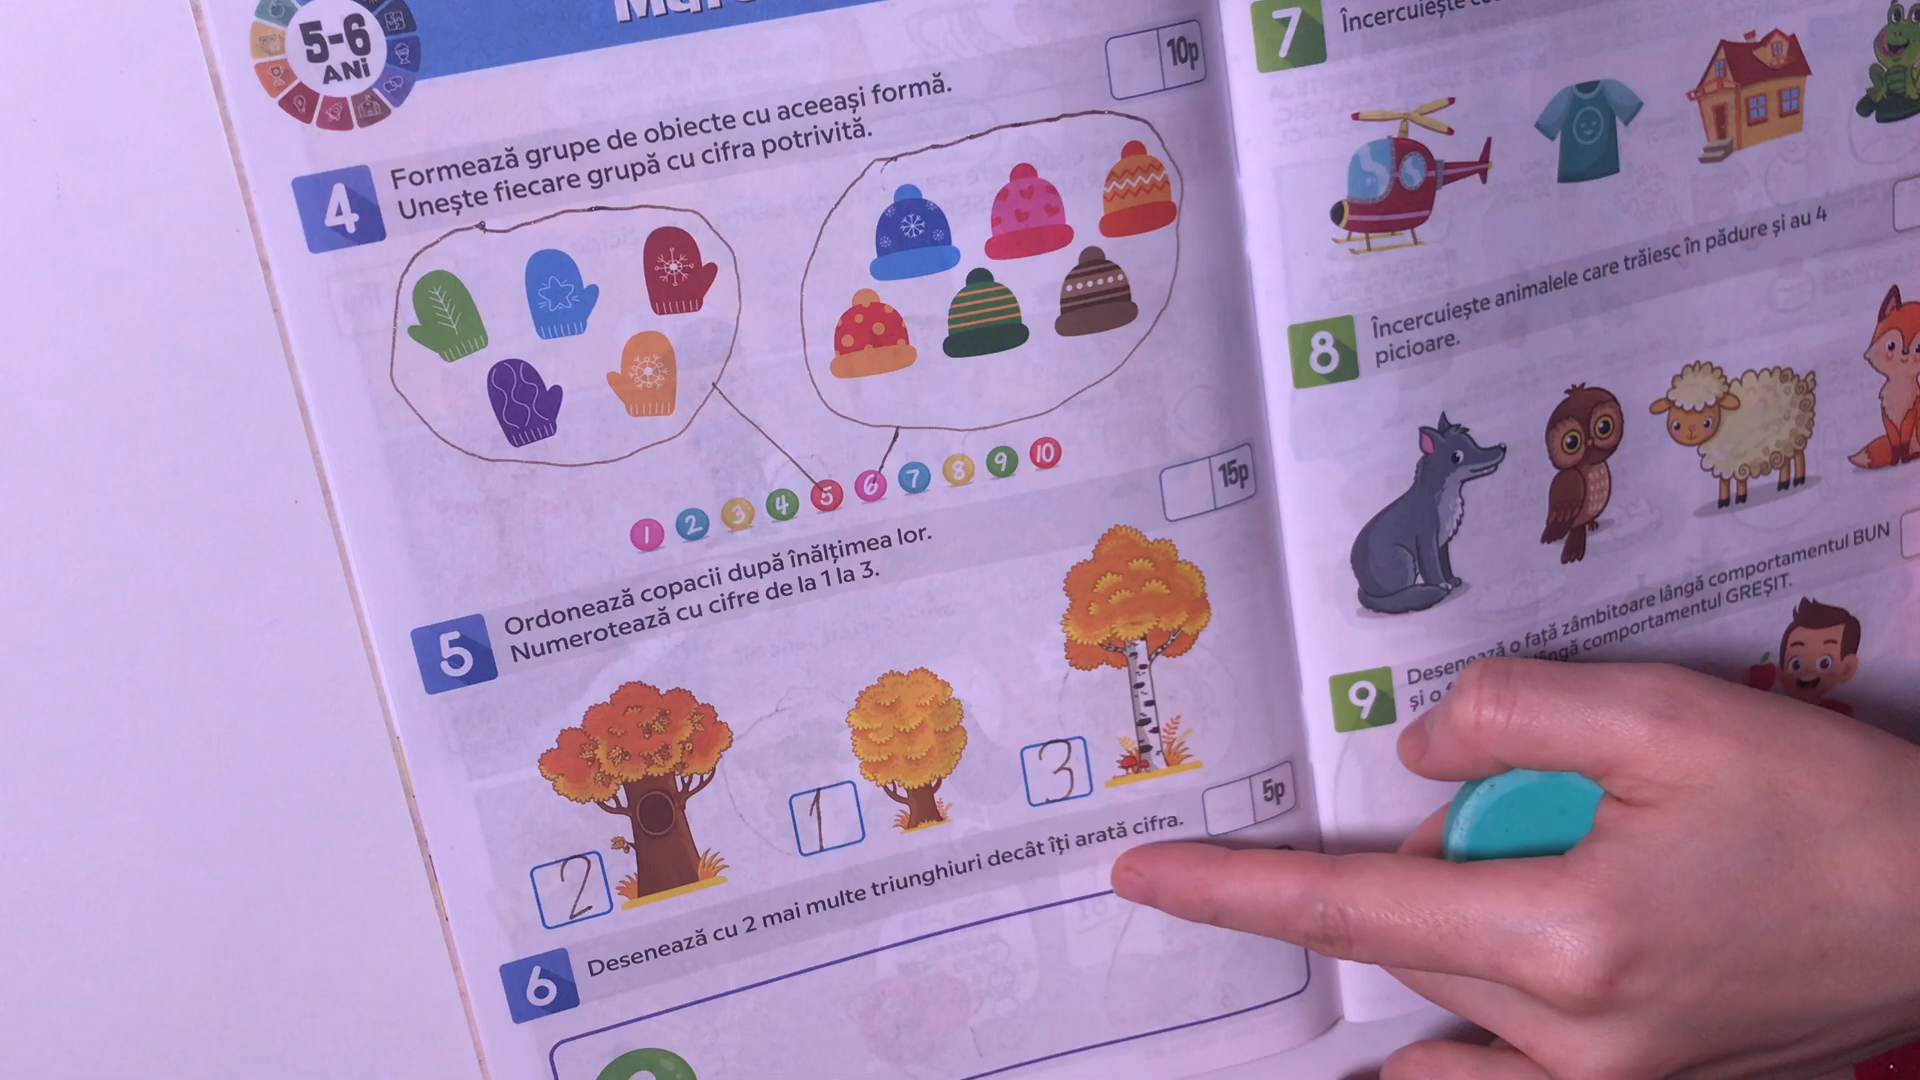 5-6
ANi
10p
4
Formează grupe de obiecte cu aceeași formă.
Unește fiecare grupă cu cifra potrivită.
1 2 3 4 5 6 7 8 9 10
15p
5
Ordonează copacii după înălțimea lor.
Numerotează cu cifre de la 1 la 3.
2
1
3
5p
6
Desenează cu 2 mai multe triunghiuri decât îți arată cifra.
7
Încercuiește
8
Încercuiește animalele care trăiesc în pădure și au 4
picioare.
9
Desenează o față zâmbitoare lângă comportamentul BUN
și o lângă comportamentul GREȘIT.